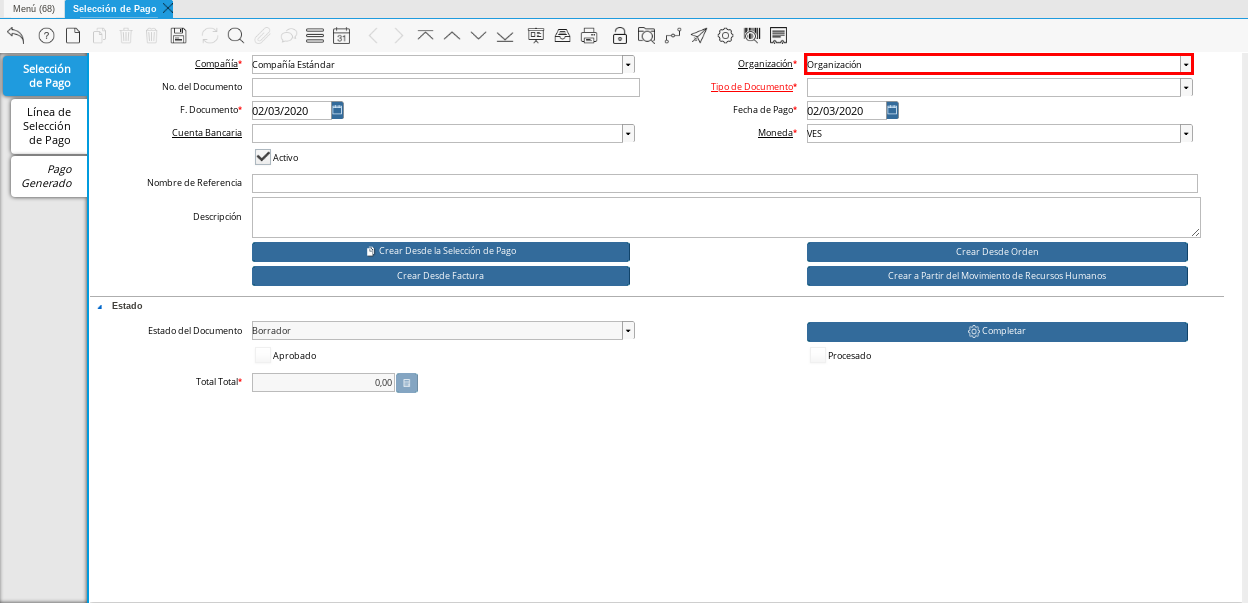 Menú (68)
Selección de Pago
31
Selección
de Pago
Línea de
Selección
de Pago
Pago
Generado
Compañía* Compañía Estándar Organización* Organización
No. del Documento Tipo de Documento*
F. Documento* 02/03/2020 Fecha de Pago* 02/03/2020
Cuenta Bancaria Moneda* VES
Activo
Nombre de Referencia
Descripción
Crear Desde la Selección de Pago Crear Desde Orden
Crear Desde Factura Crear a Partir del Movimiento de Recursos Humanos
Estado
Estado del Documento Borrador Completar
Aprobado Procesado
Total Total* 0,00